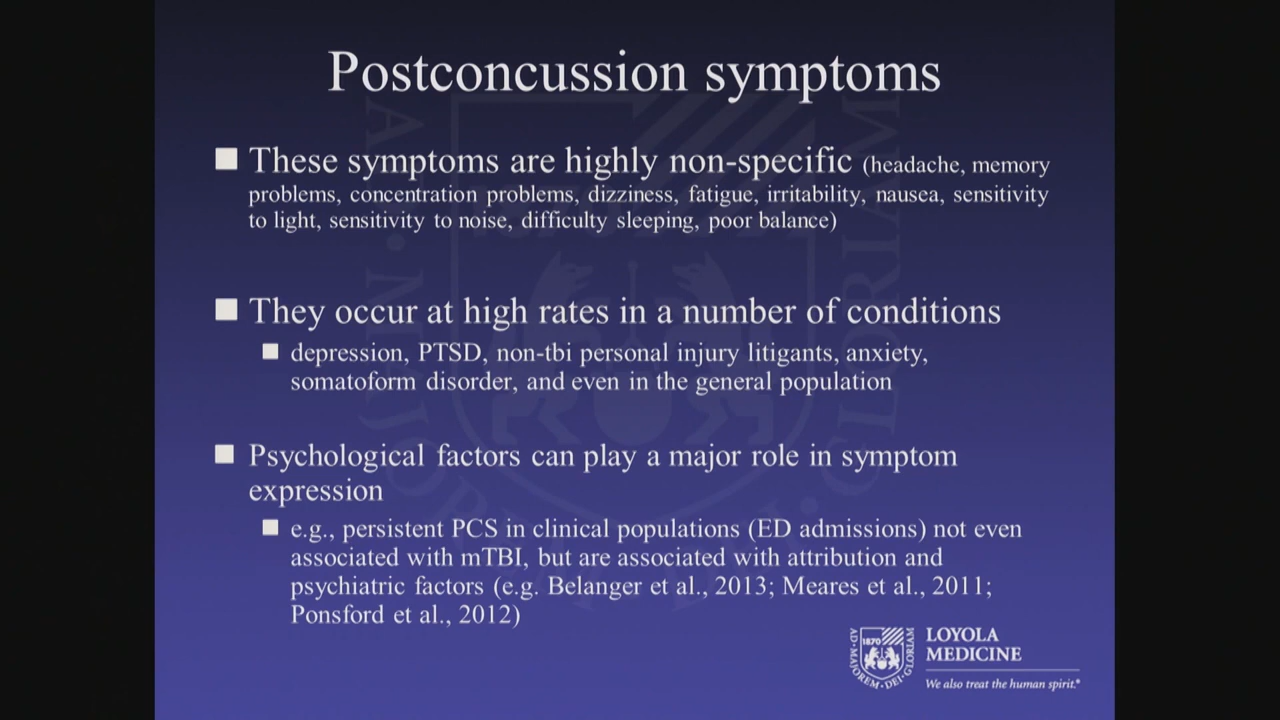 Postconcussion symptoms
■ These symptoms are highly non-specific (headache, memory
problems, concentration problems, dizziness, fatigue, irritability, nausea, sensitivity
to light, sensitivity to noise, difficulty sleeping, poor balance)
■ They occur at high rates in a number of conditions
■ depression, PTSD, non-tbi personal injury litigants, anxiety,
somatoform disorder, and even in the general population
■ Psychological factors can play a major role in symptom
expression
■ e.g., persistent PCS in clinical populations (ED admissions) not even
associated with mTBI, but are associated with attribution and
psychiatric factors (e.g. Belanger et al., 2013; Meares et al., 2011;
Ponsford et al., 2012)
1870
AD·MAJOREM·DEI·GLORIAM
LOYOLA
MEDICINE
We also treat the human spirit.®